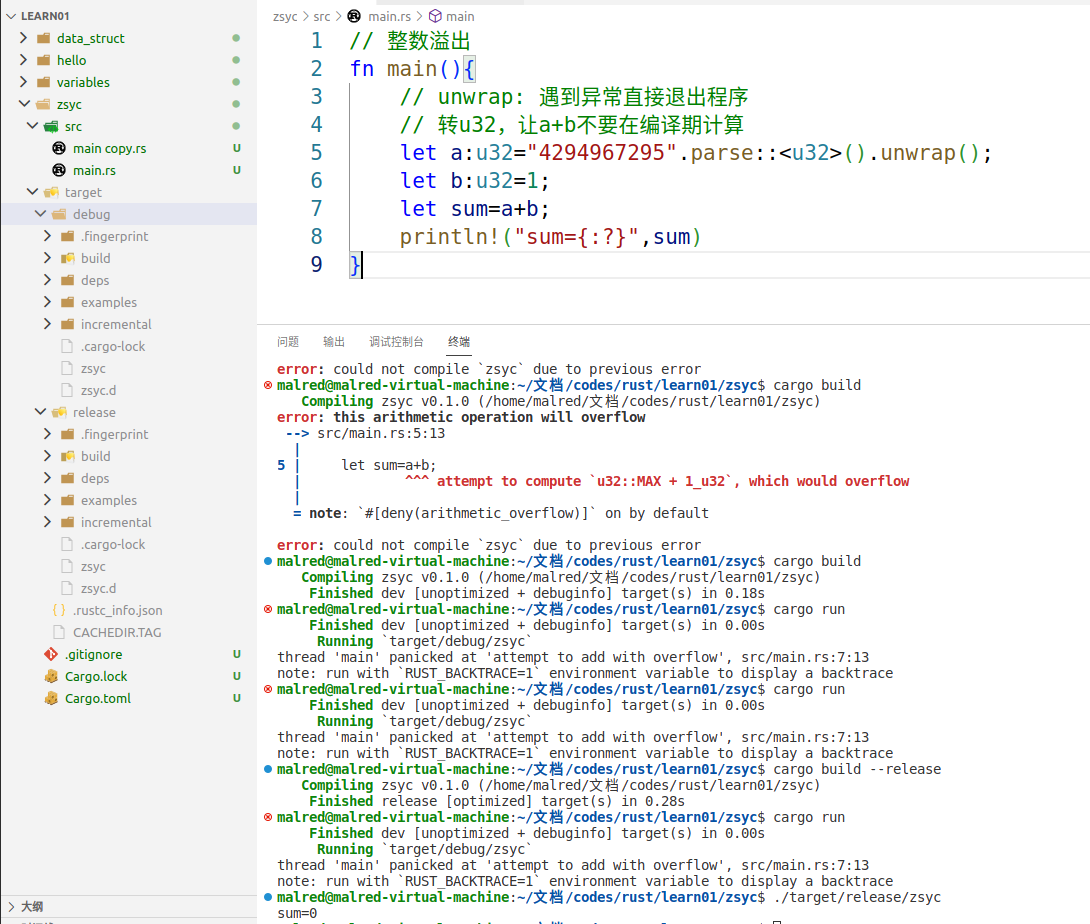 LEARN01
data_struct
hello
variables
zsyc
src
main copy.rs U
main.rs U
target
debug
.fingerprint
build
deps
examples
incremental
.cargo-lock
zsyc
zsyc.d
release
.fingerprint
build
deps
examples
incremental
.cargo-lock
zsyc
zsyc.d
.rustc_info.json
CACHEDIR.TAG
.gitignore U
Cargo.lock U
Cargo.toml U
大纲
zsyc > src > main.rs > main
1 // 整数溢出
2 fn main(){
3 // unwrap: 遇到异常直接退出程序
4 // 转u32，让a+b不要在编译期计算
5 let a:u32="4294967295".parse::<u32>().unwrap();
6 let b:u32=1;
7 let sum=a+b;
8 println!("sum={:?}",sum)
9 }
问题 输出 调试控制台 终端
error: could not compile `zsyc` due to previous error
malred@malred-virtual-machine:~/文档/codes/rust/learn01/zsyc$ cargo build
Compiling zsyc v0.1.0 (/home/malred/文档/codes/rust/learn01/zsyc)
error: this arithmetic operation will overflow
--> src/main.rs:5:13
|
5 | let sum=a+b;
| ^^^ attempt to compute `u32::MAX + 1_u32`, which would overflow
|
= note: `#[deny(arithmetic_overflow)]` on by default
error: could not compile `zsyc` due to previous error
malred@malred-virtual-machine:~/文档/codes/rust/learn01/zsyc$ cargo build
Compiling zsyc v0.1.0 (/home/malred/文档/codes/rust/learn01/zsyc)
Finished dev [unoptimized + debuginfo] target(s) in 0.18s
malred@malred-virtual-machine:~/文档/codes/rust/learn01/zsyc$ cargo run
Finished dev [unoptimized + debuginfo] target(s) in 0.00s
Running `target/debug/zsyc`
thread 'main' panicked at 'attempt to add with overflow', src/main.rs:7:13
note: run with `RUST_BACKTRACE=1` environment variable to display a backtrace
malred@malred-virtual-machine:~/文档/codes/rust/learn01/zsyc$ cargo run
Finished dev [unoptimized + debuginfo] target(s) in 0.00s
Running `target/debug/zsyc`
thread 'main' panicked at 'attempt to add with overflow', src/main.rs:7:13
note: run with `RUST_BACKTRACE=1` environment variable to display a backtrace
malred@malred-virtual-machine:~/文档/codes/rust/learn01/zsyc$ cargo build --release
Compiling zsyc v0.1.0 (/home/malred/文档/codes/rust/learn01/zsyc)
Finished release [optimized] target(s) in 0.28s
malred@malred-virtual-machine:~/文档/codes/rust/learn01/zsyc$ cargo run
Finished dev [unoptimized + debuginfo] target(s) in 0.00s
Running `target/debug/zsyc`
thread 'main' panicked at 'attempt to add with overflow', src/main.rs:7:13
note: run with `RUST_BACKTRACE=1` environment variable to display a backtrace
malred@malred-virtual-machine:~/文档/codes/rust/learn01/zsyc$ ./target/release/zsyc
sum=0